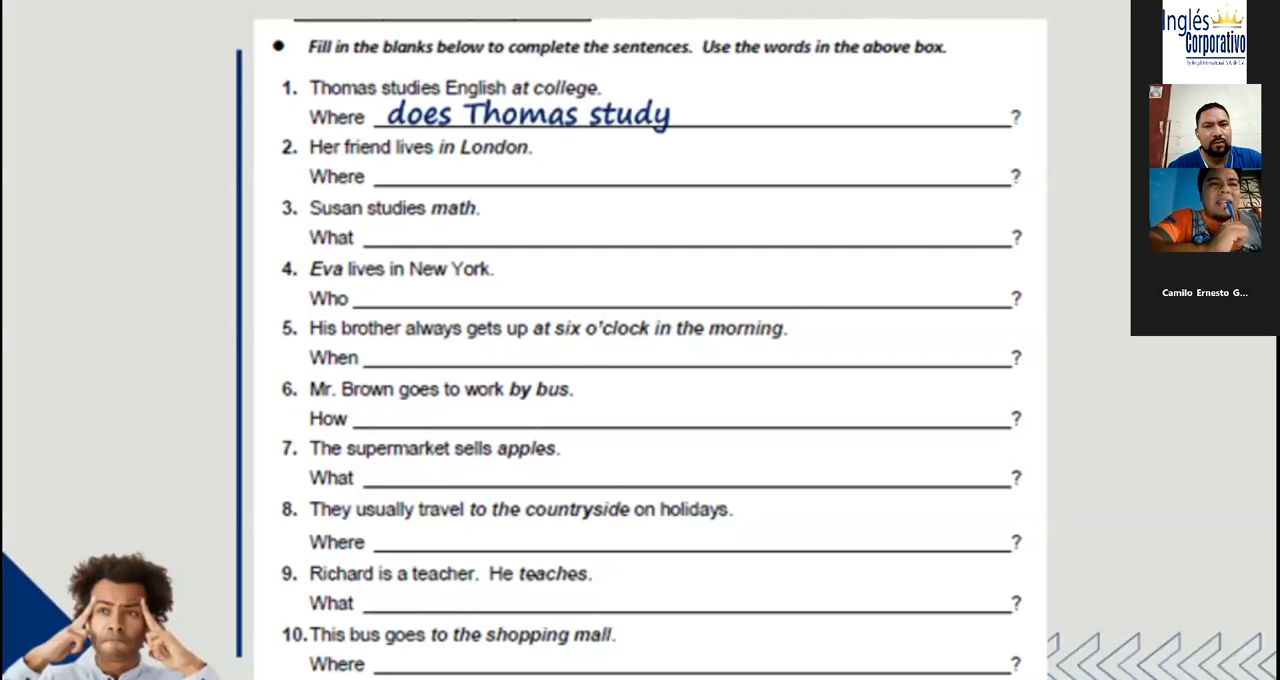 Fill in the blanks below to complete the sentences. Use the words in the above box.
1. Thomas studies English at college.
Where does Thomas study ?
2. Her friend lives in London.
Where ?
3. Susan studies math.
What ?
4. Eva lives in New York.
Who ?
5. His brother always gets up at six o'clock in the morning.
When ?
6. Mr. Brown goes to work by bus.
How ?
7. The supermarket sells apples.
What ?
8. They usually travel to the countryside on holidays.
Where ?
9. Richard is a teacher. He teaches.
What ?
10. This bus goes to the shopping mall.
Where ?
Inglés
Corporativo
Camilo Ernesto G...